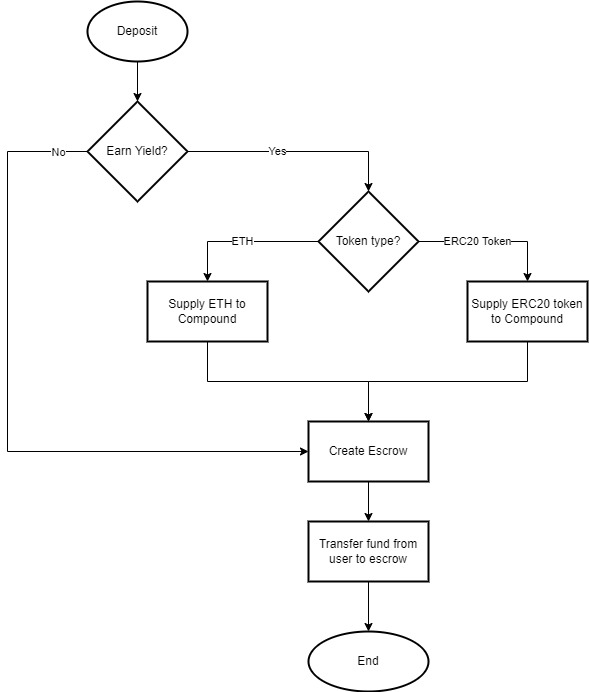 Deposit
Earn Yield?
No
Yes
Token type?
ETH
ERC20 Token
Supply ETH to
Compound
Supply ERC20 token
to Compound
Create Escrow
Transfer fund from
user to escrow
End